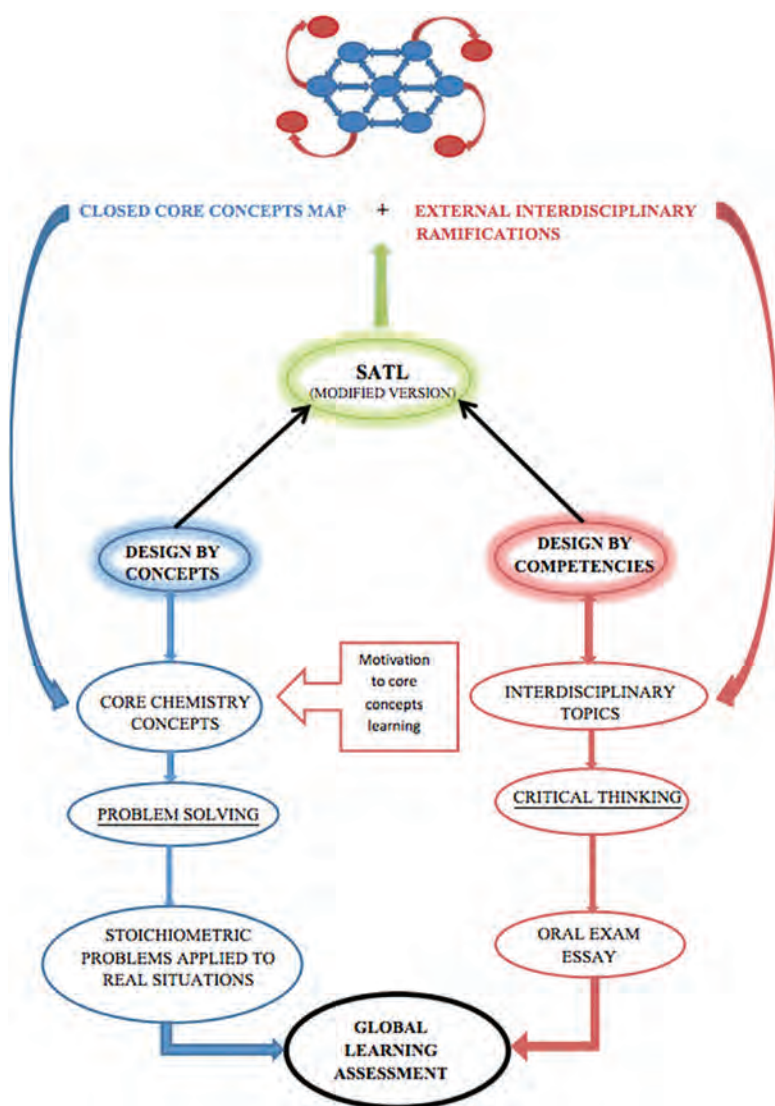 CLOSED CORE CONCEPTS MAP + EXTERNAL INTERDISCIPLINARY
RAMIFICATIONS
SATL
(MODIFIED VERSION)
DESIGN BY
CONCEPTS
DESIGN BY
COMPETENCIES
Motivation
to core
concepts
learning
CORE CHEMISTRY
CONCEPTS
INTERDISCIPLINARY
TOPICS
PROBLEM SOLVING
CRITICAL THINKING
STOICHIOMETRIC
PROBLEMS APPLIED TO
REAL SITUATIONS
ORAL EXAM
ESSAY
GLOBAL
LEARNING
ASSESSMENT